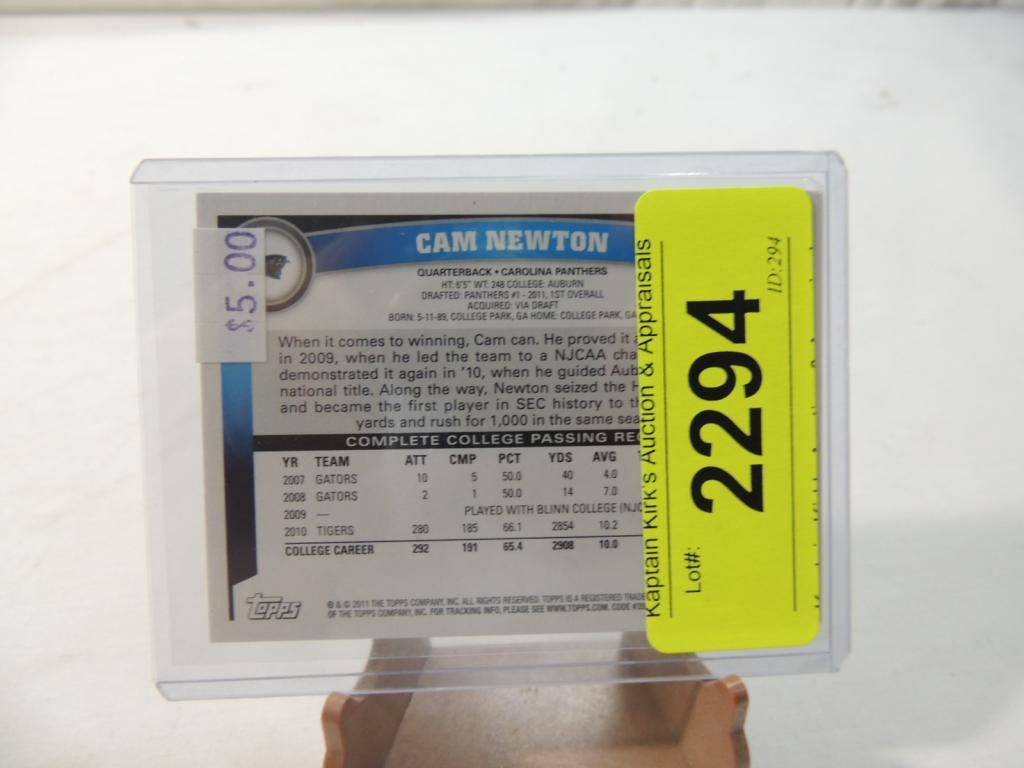 $5.00
CAM NEWTON
QUARTERBACK • CAROLINA PANTHERS
HT: 6'5" WT: 248 COLLEGE: AUBURN
DRAFTED: PANTHERS #1 - 2011, 1ST OVERALL
ACQUIRED: VIA DRAFT
BORN: 5-11-89, COLLEGE PARK, GA HOME: COLLEGE PARK, GA
When it comes to winning, Cam can. He proved it
in 2009, when he led the team to a NJCAA cha
demonstrated it again in '10, when he guided Aub
national title. Along the way, Newton seized the H
and became the first player in SEC history to th
yards and rush for 1,000 in the same sea
COMPLETE COLLEGE PASSING REC
YR TEAM ATT CMP PCT YDS AVG
2007 GATORS 10 5 50.0 40 4.0
2008 GATORS 2 1 50.0 14 7.0
2009 — PLAYED WITH BLINN COLLEGE (NJC
2010 TIGERS 280 185 66.1 2854 10.2
COLLEGE CAREER 292 191 65.4 2908 10.0
topps
® & © 2011 THE TOPPS COMPANY, INC. ALL RIGHTS RESERVED. TOPPS IS A REGISTERED TRADE
OF THE TOPPS COMPANY, INC. FOR TRACKING INFO, PLEASE SEE WWW.TOPPS.COM. CODE
Kaptain Kirk's Auction & Appraisals
Lot#:
2294
ID:294